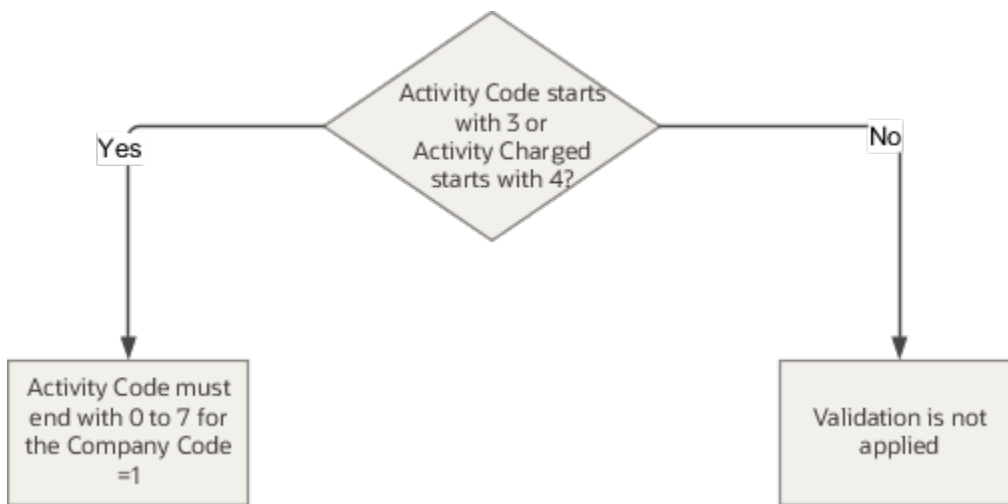 Activity Code starts
with 3 or
Activity Charged
starts with 4?
Yes
No
Activity Code must
end with 0 to 7 for
the Company Code
=1
Validation is not
applied